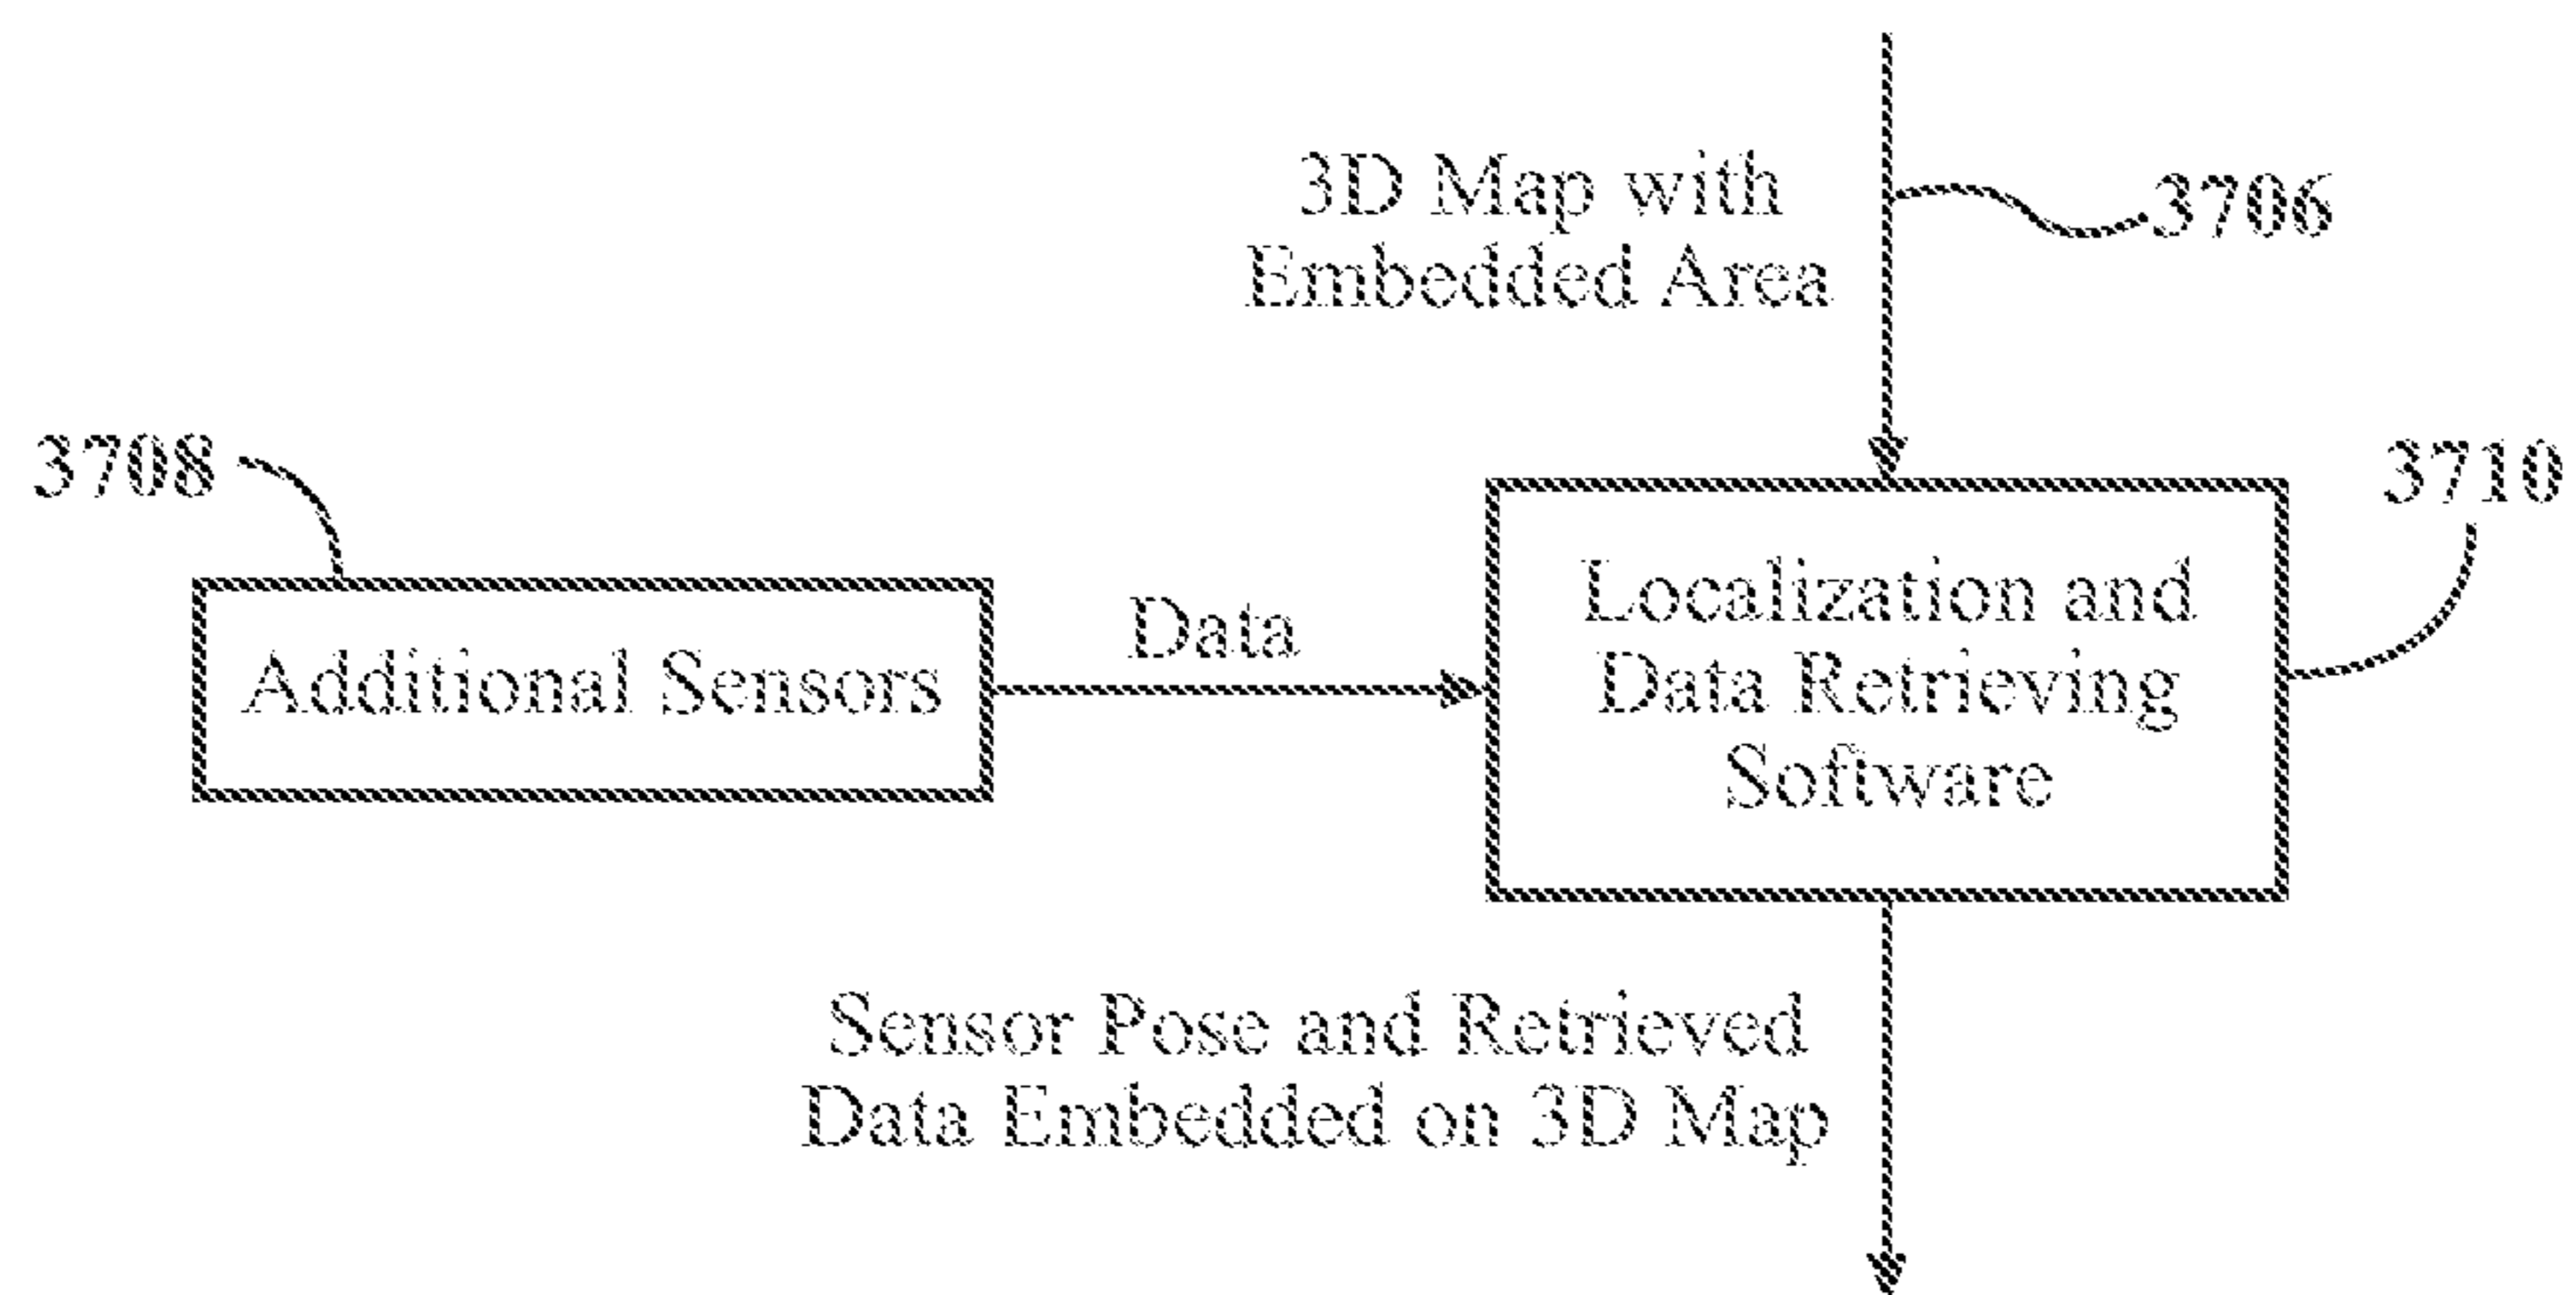 3D Map with
Embedded Area
3706
3708
3710
Additional Sensors
Data
Localization and
Data Retrieving
Software
Sensor Pose and Retrieved
Data Embedded on 3D Map